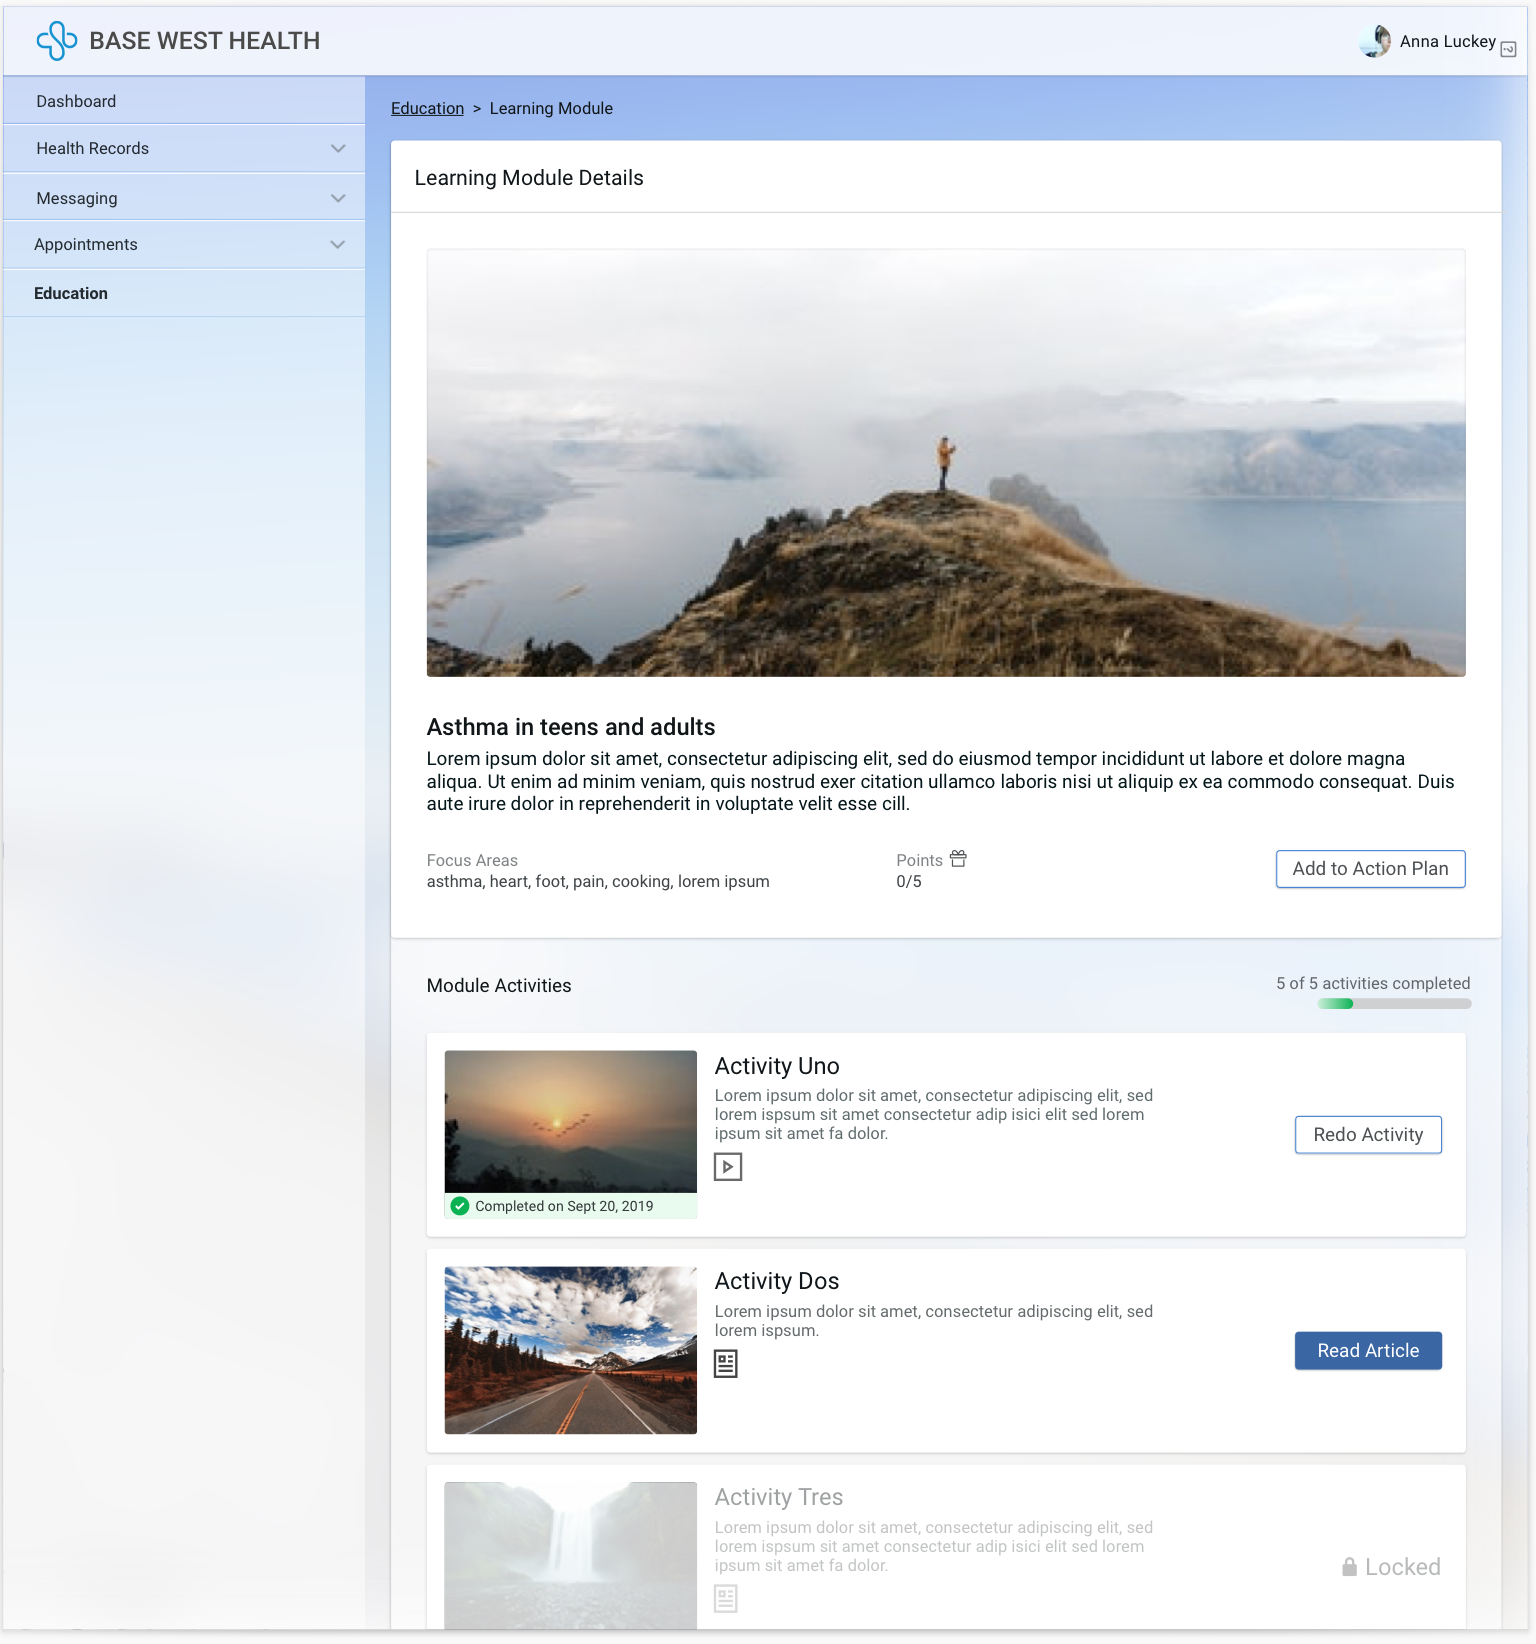 BASE WEST HEALTH
Anna Luckey
Dashboard
Health Records
Messaging
Appointments
Education
Education > Learning Module
Learning Module Details
Asthma in teens and adults
Lorem ipsum dolor sit amet, consectetur adipiscing elit, sed do eiusmod tempor incididunt ut labore et dolore magna
aliqua. Ut enim ad minim veniam, quis nostrud exer citation ullamco laboris nisi ut aliquip ex ea commodo consequat. Duis
aute irure dolor in reprehenderit in voluptate velit esse cill.
Focus Areas
asthma, heart, foot, pain, cooking, lorem ipsum
Points
0/5
Add to Action Plan
Module Activities
5 of 5 activities completed
Activity Uno
Lorem ipsum dolor sit amet, consectetur adipiscing elit, sed
lorem ispsum sit amet consectetur adip isici elit sed lorem
ipsum sit amet fa dolor.
Redo Activity
Completed on Sept 20, 2019
Activity Dos
Lorem ipsum dolor sit amet, consectetur adipiscing elit, sed
lorem ispsum.
Read Article
Activity Tres
Lorem ipsum dolor sit amet, consectetur adipiscing elit, sed
lorem ispsum sit amet consectetur adip isici elit sed lorem
ipsum sit amet fa dolor.
Locked